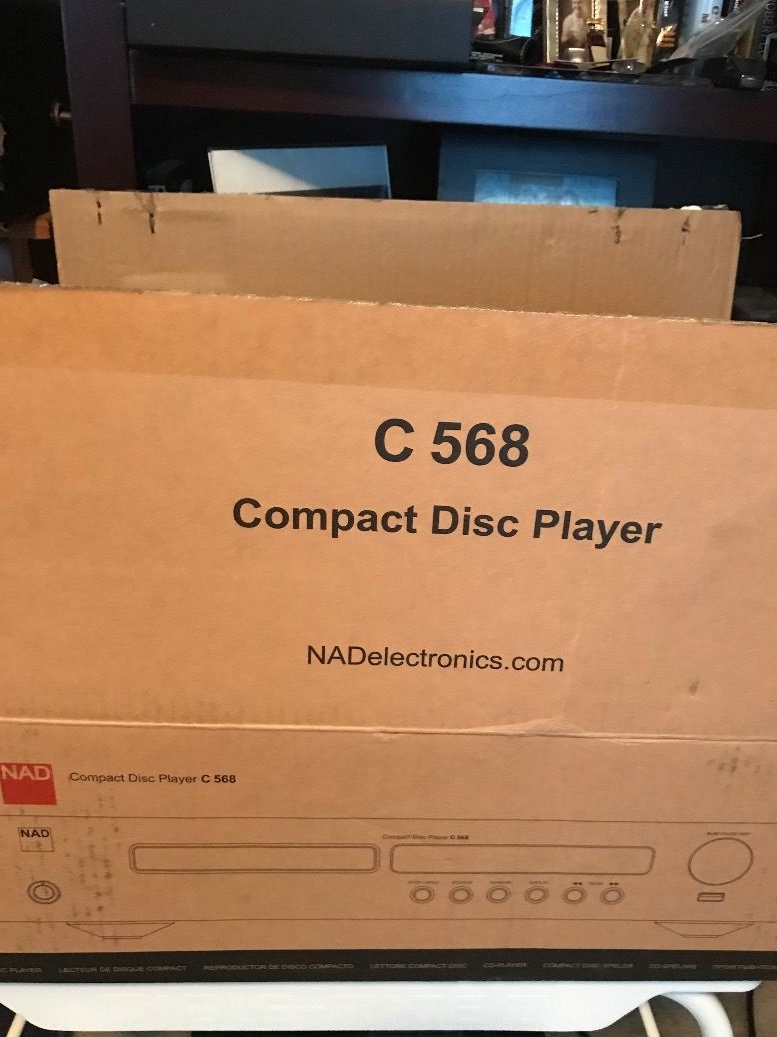 C 568
Compact Disc Player
NADelectronics.com
NAD
Compact Disc Player C 568
NAD
Compact Disc Player C 568
C PLAYER LECTEUR DE DISQUE COMPACT REPRODUCTOR DE DISCO COMPACTO LETTORE COMPACT DISC CD-PLAYER COMPACT DISC SPELER